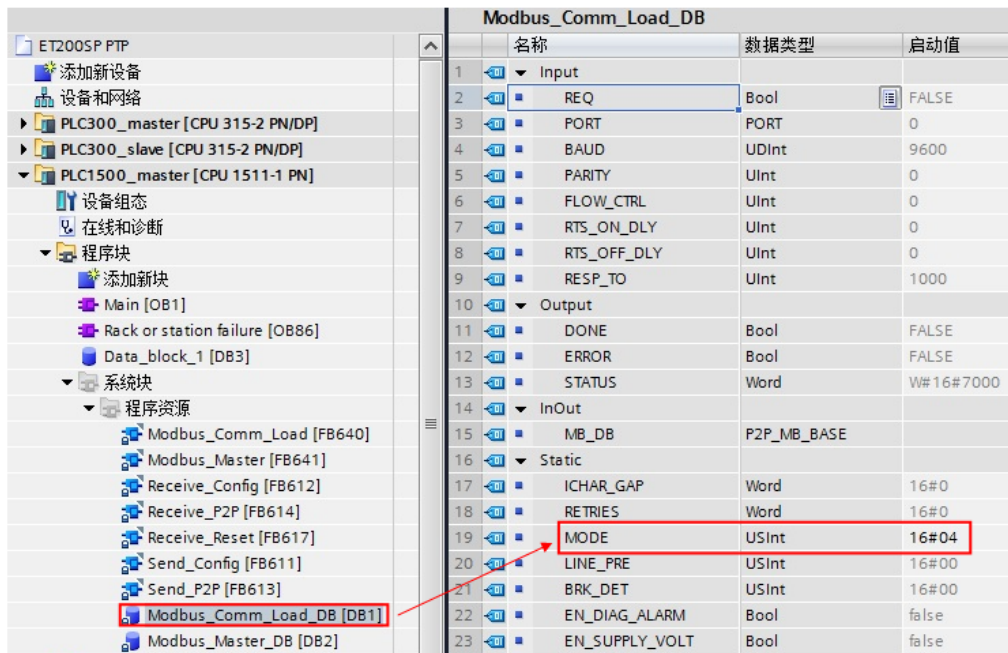 ET200SP PTP
添加新设备
设备和网络
PLC300_master [CPU 315-2 PN/DP]
PLC300_slave [CPU 315-2 PN/DP]
PLC1500_master [CPU 1511-1 PN]
设备组态
在线和诊断
程序块
添加新块
Main [OB1]
Rack or station failure [OB86]
Data_block_1 [DB3]
系统块
程序资源
Modbus_Comm_Load [FB640]
Modbus_Master [FB641]
Receive_Config [FB612]
Receive_P2P [FB614]
Receive_Reset [FB617]
Send_Config [FB611]
Send_P2P [FB613]
Modbus_Comm_Load_DB [DB1]
Modbus_Master_DB [DB2]
Modbus_Comm_Load_DB
名称 数据类型 启动值
1 Input
2 REQ Bool FALSE
3 PORT PORT 0
4 BAUD UDInt 9600
5 PARITY UInt 0
6 FLOW_CTRL UInt 0
7 RTS_ON_DLY UInt 0
8 RTS_OFF_DLY UInt 0
9 RESP_TO UInt 1000
10 Output
11 DONE Bool FALSE
12 ERROR Bool FALSE
13 STATUS Word W#16#7000
14 InOut
15 MB_DB P2P_MB_BASE
16 Static
17 ICHAR_GAP Word 16#0
18 RETRIES Word 16#0
19 MODE USInt 16#04
20 LINE_PRE USInt 16#00
21 BRK_DET USInt 16#00
22 EN_DIAG_ALARM Bool false
23 EN_SUPPLY_VOLT Bool false